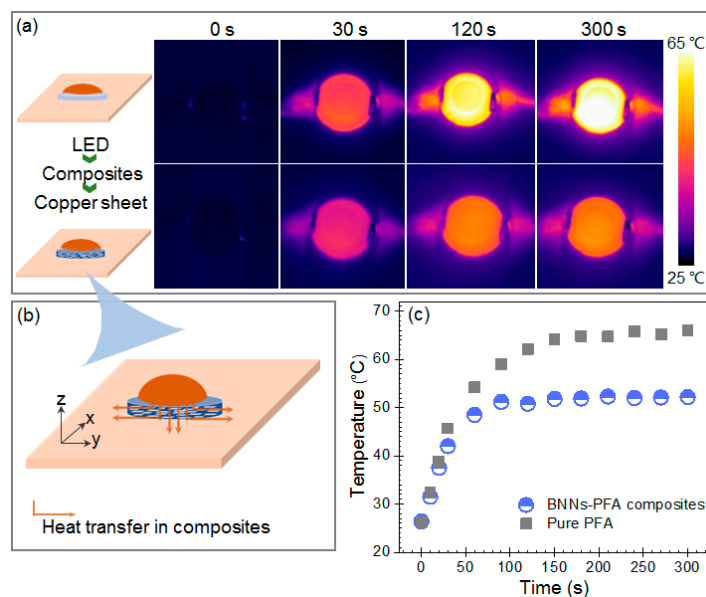 (a)
0 s
30 s
120 s
300 s
65 ℃
LED
Composites
Copper sheet
25 ℃
(b)
z
x
y
Heat transfer in composites
(c)
70
60
50
40
30
20
Temperature (°C)
BNNs-PFA composites
Pure PFA
0
50
100
150
200
250
300
Time (s)